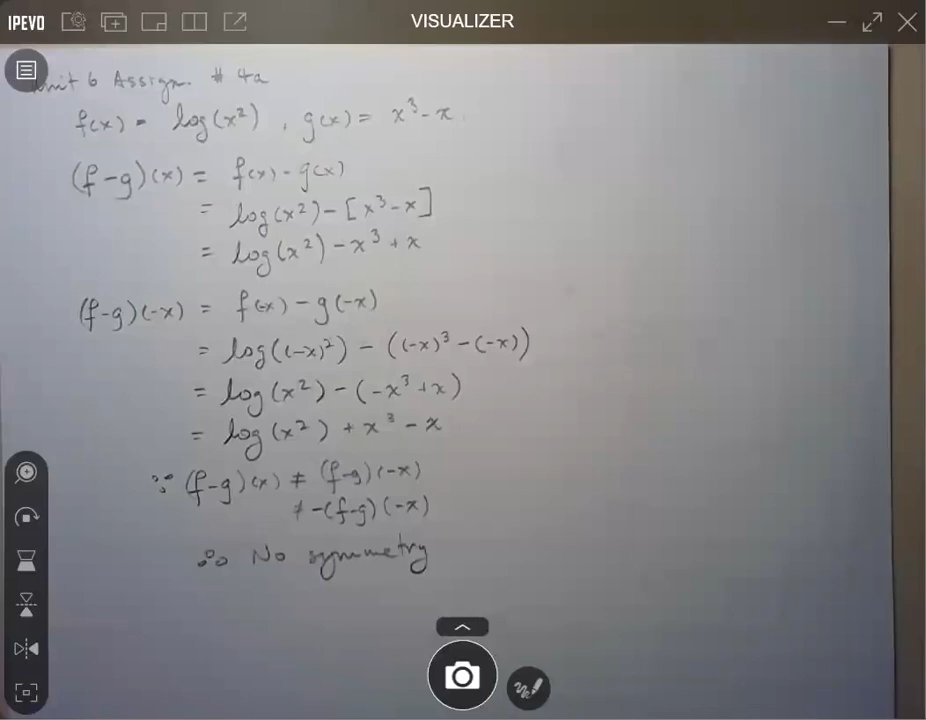 IPEVO
VISUALIZER
Unit 6 Assign. # 4a
f(x) = log(x²), g(x) = x³ - x
(f-g)(x) = f(x) - g(x)
= log(x²) - [x³ - x]
= log(x²) - x³ + x
(f-g)(-x) = f(-x) - g(-x)
= log((-x)²) - ((-x)³ - (-x))
= log(x²) - (-x³ + x)
= log(x²) + x³ - x
∵ (f-g)(x) ≠ (f-g)(-x)
≠ -(f-g)(-x)
∴ No symmetry